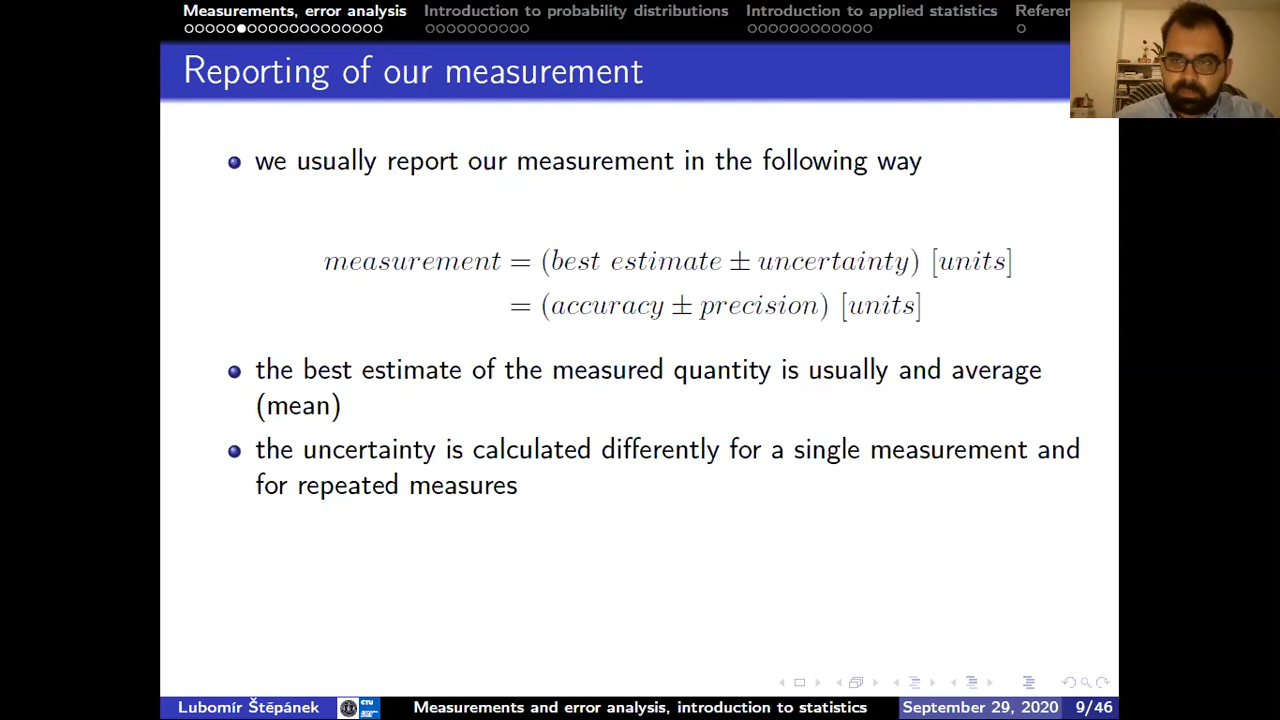 Measurements, error analysis Introduction to probability distributions Introduction to applied statistics Refere
Reporting of our measurement
we usually report our measurement in the following way
measurement = (best estimate ± uncertainty) [units]
= (accuracy ± precision) [units]
the best estimate of the measured quantity is usually and average
(mean)
the uncertainty is calculated differently for a single measurement and
for repeated measures
Lubomír Štěpánek CTU Measurements and error analysis, introduction to statistics September 29, 2020 9/46